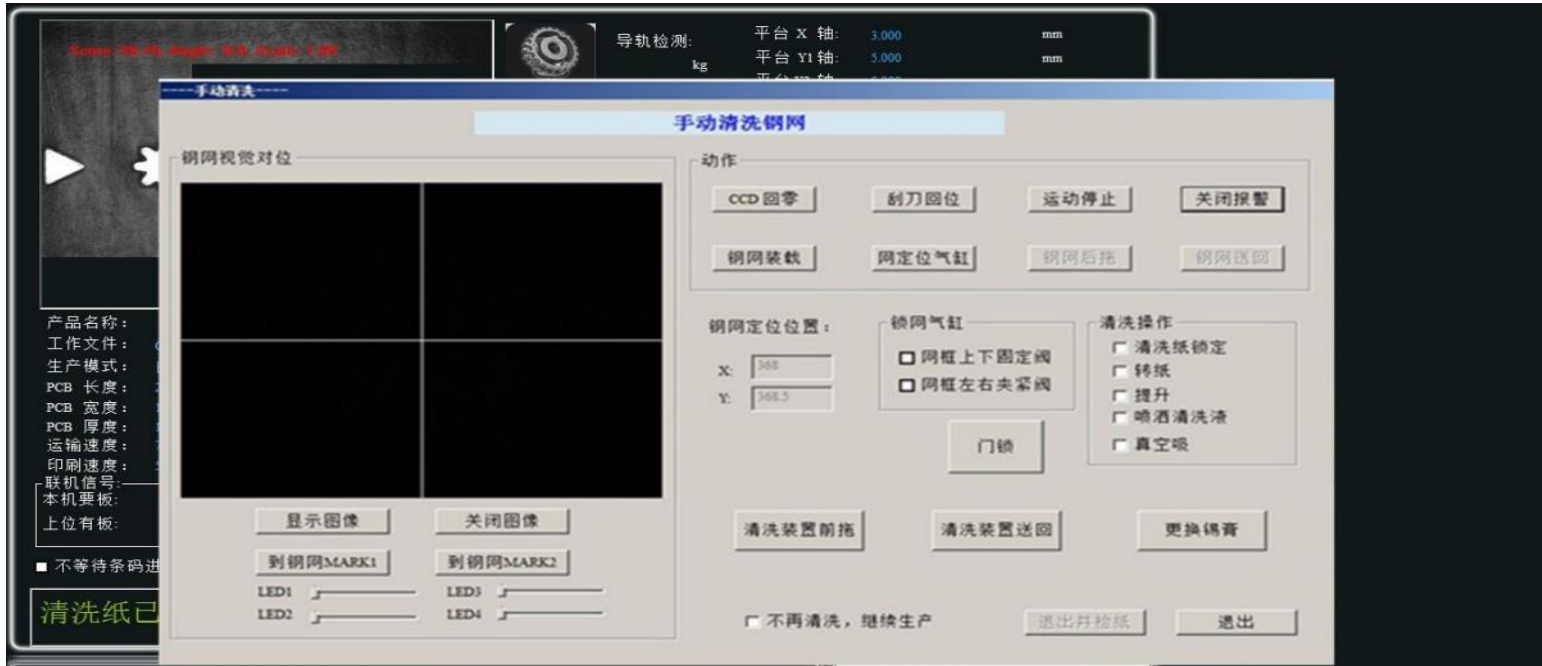 导轨检测:
kg
平台 X 轴: 3.000 mm
平台 Y1 轴: 5.000 mm
----手动清洗----
手动清洗钢网
钢网视觉对位
动作
CCD 回零 刮刀回位 运动停止 关闭报警
钢网装载 网定位气缸 钢网后拖 钢网送回
钢网定位位置:
X: 368
Y: 368.5
锁网气缸
网框上下固定阀
网框左右夹紧阀
门锁
清洗操作
清洗纸锁定
转纸
提升
喷洒清洗液
真空吸
显示图像 关闭图像
到钢网MARK1 到钢网MARK2
LED1 LED3
LED2 LED4
清洗装置前拖 清洗装置送回 更换锡膏
不再清洗，继续生产 退出并检纸 退出
产品名称:
工作文件:
生产模式:
PCB 长度:
PCB 宽度:
PCB 厚度:
运输速度:
印刷速度:
联机信号:
本机要板:
上位有板:
不等待条码进
清洗纸已